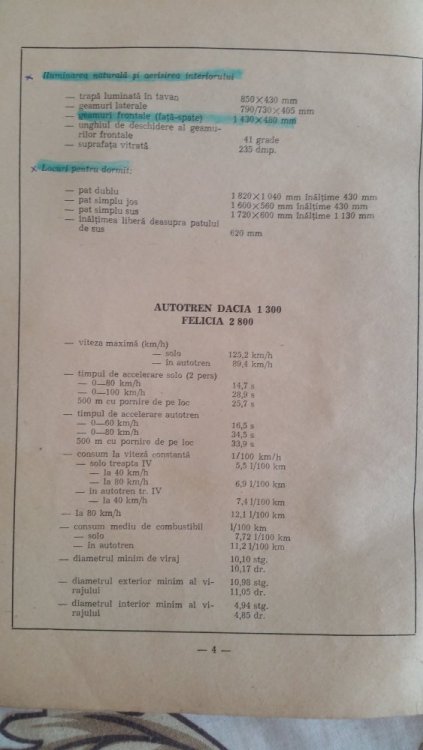 Iluminarea naturală și aerisirea interiorului
— trapă luminată în tavan 850×430 mm
— geamuri laterale 790/730×405 mm
— geamuri frontale (față-spate) 1 430×480 mm
— unghiul de deschidere al geamu-
rilor frontale 41 grade
— suprafața vitrată 235 dmp.
Locuri pentru dormit:
— pat dublu 1 820×1 040 mm înălțime 430 mm
— pat simplu jos 1 600×560 mm înălțime 430 mm
— pat simplu sus 1 720×600 mm înălțime 1 130 mm
— înălțimea liberă deasupra patului
de sus 620 mm
AUTOTREN DACIA 1 300
FELICIA 2 800
— viteza maximă (km/h)
— solo 125,2 km/h
— în autotren 89,4 km/h
— timpul de accelerare solo (2 pers)
— 0—80 km/h 14,7 s
— 0—100 km/h 28,9 s
500 m cu pornire de pe loc 25,7 s
— timpul de accelerare autotren
— 0—60 km/h 16,5 s
— 0—80 km/h 34,5 s
500 m cu pornire de pe loc 33,9 s
— consum la viteză constantă 1/100 km/h
— solo treapta IV 5,5 l/100 km
— la 40 km/h
— la 80 km/h 6,9 l/100 km
— în autotren tr. IV
— la 40 km/h 7,4 l/100 km
— la 80 km/h 12,1 l/100 km
— consum mediu de combustibil l/100 km
— solo 7,72 l/100 km
— în autotren 11,2 l/100 km
— diametrul minim de viraj 10,10 stg.
10,17 dr.
— diametrul exterior minim al vi-
rajului 10,98 stg.
11,05 dr.
— diametrul interior minim al vi-
rajului 4,94 stg.
4,85 dr.
— 4 —